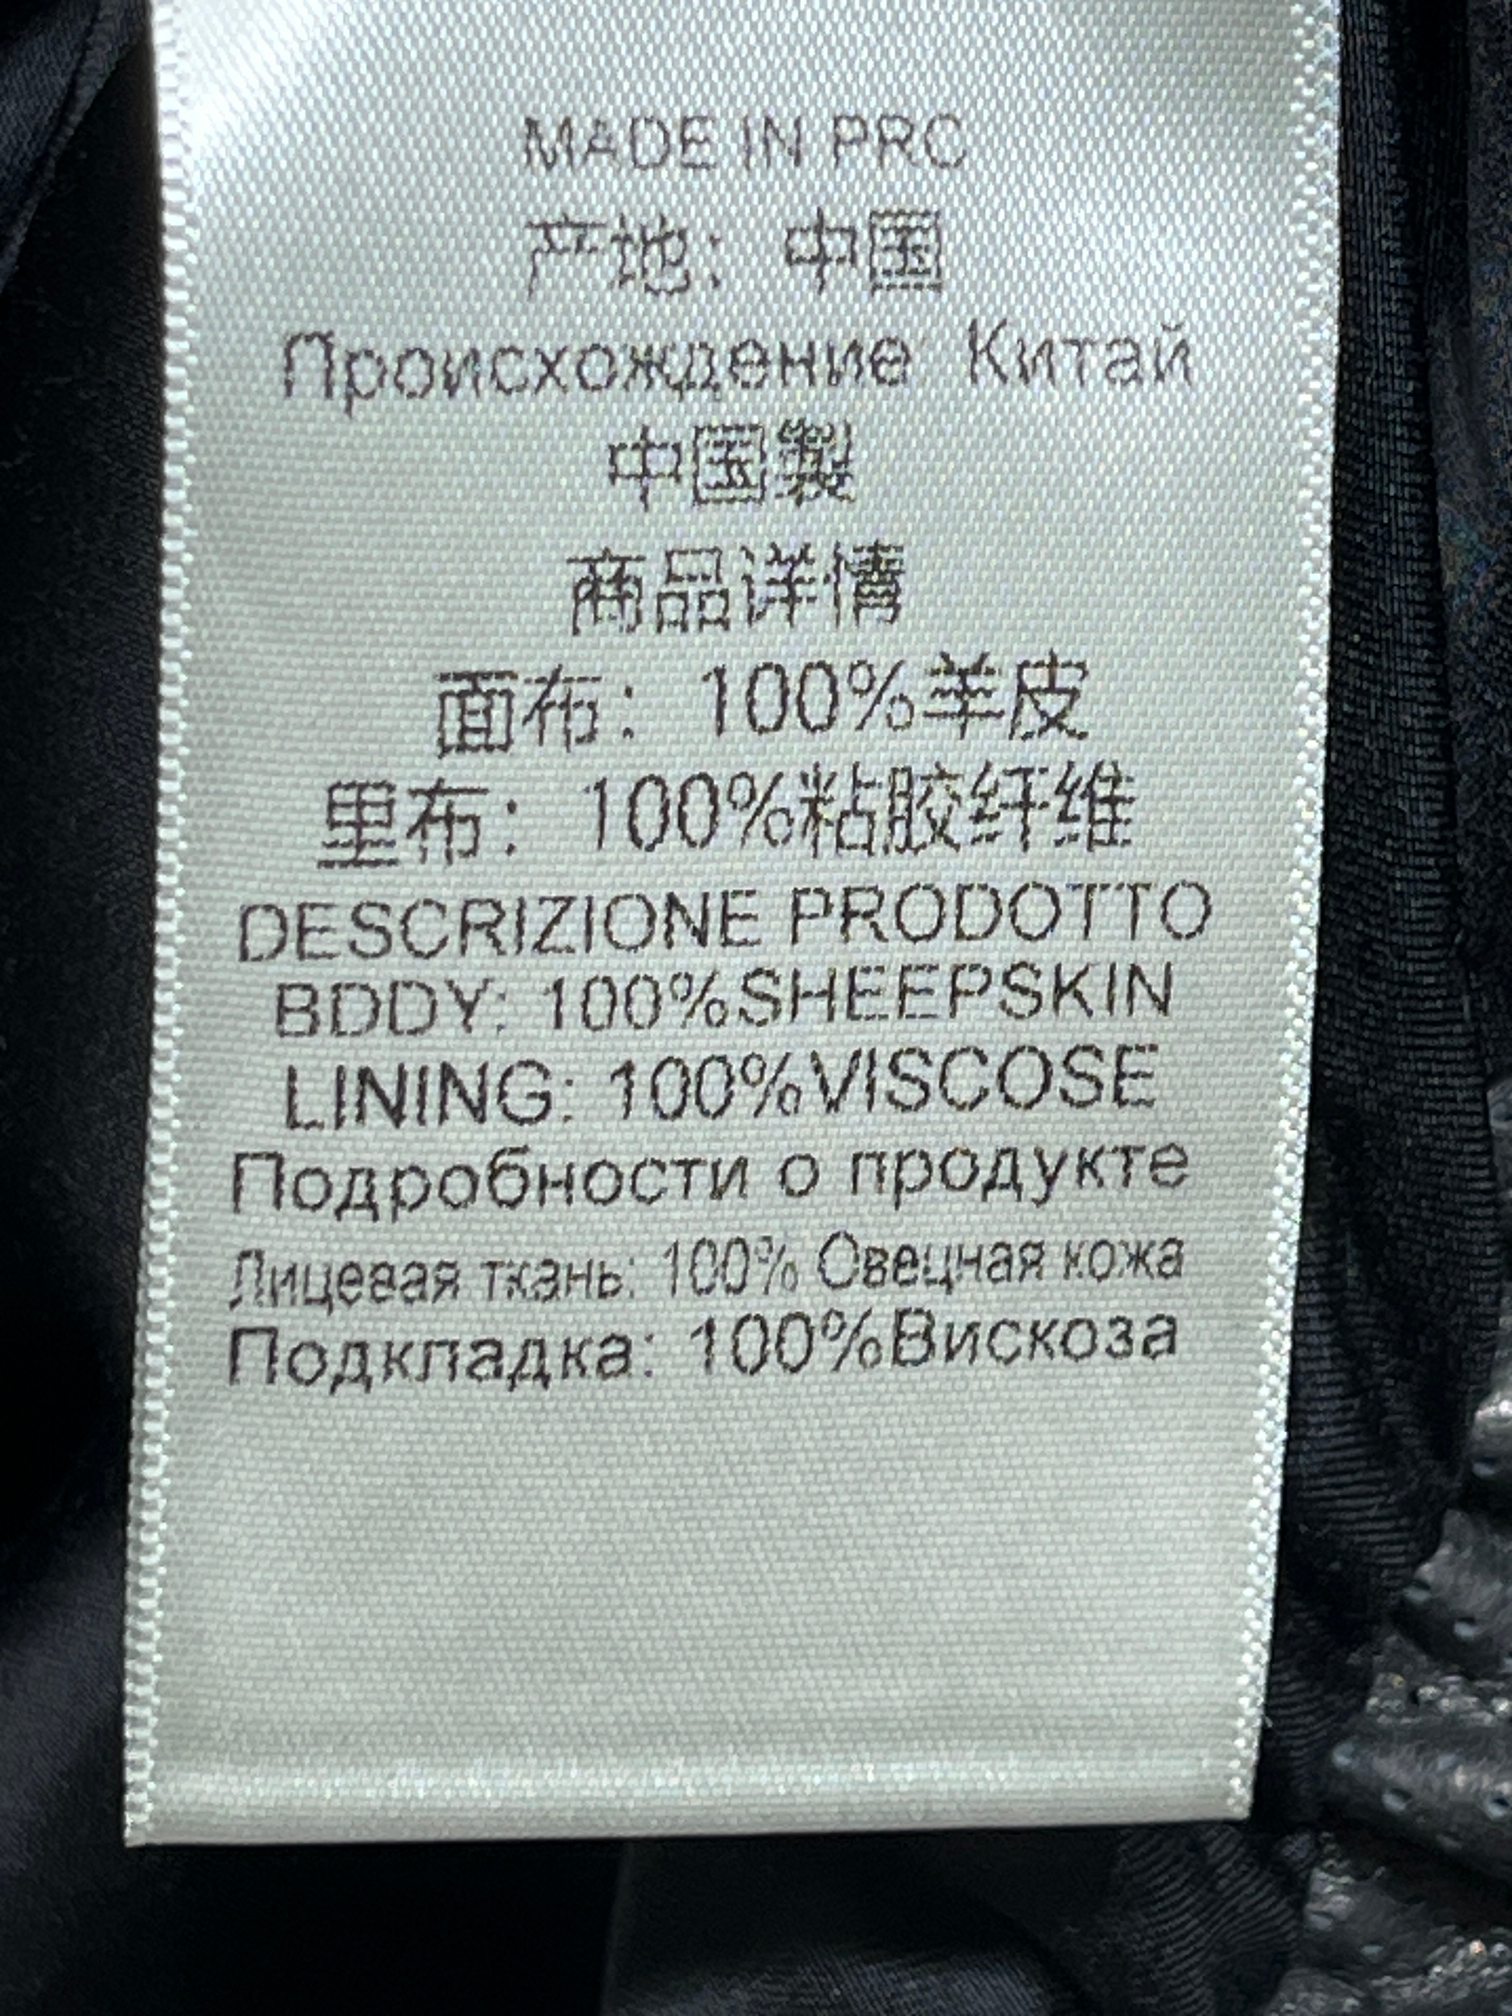 MADE IN PRC
产地：中国
Происхождение Китай
中国製
商品详情
面布：100%羊皮
里布：100%粘胶纤维
DESCRIZIONE PRODOTTO
BDDY: 100%SHEEPSKIN
LINING: 100%VISCOSE
Подробности о продукте
Лицевая ткань: 100% Овецная кожа
Подкладка: 100%Вискоза